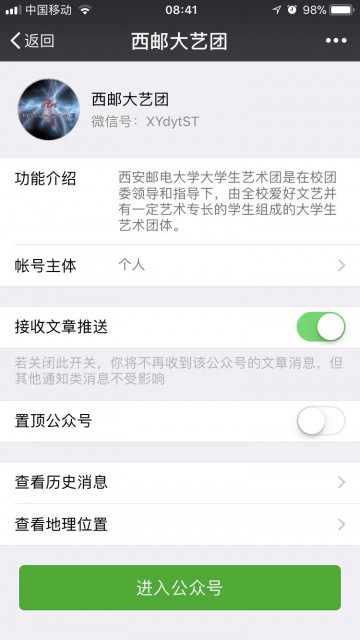 中国移动 08:41 98%
返回 西邮大艺团
西邮大艺团
微信号：XYdytST
功能介绍 西安邮电大学大学生艺术团是在校团
委领导和指导下，由全校爱好文艺并
有一定艺术专长的学生组成的大学生
艺术团体。
帐号主体 个人
接收文章推送
若关闭此开关，你将不再收到该公众号的文章消息，但
其他通知类消息不受影响
置顶公众号
查看历史消息
查看地理位置
进入公众号